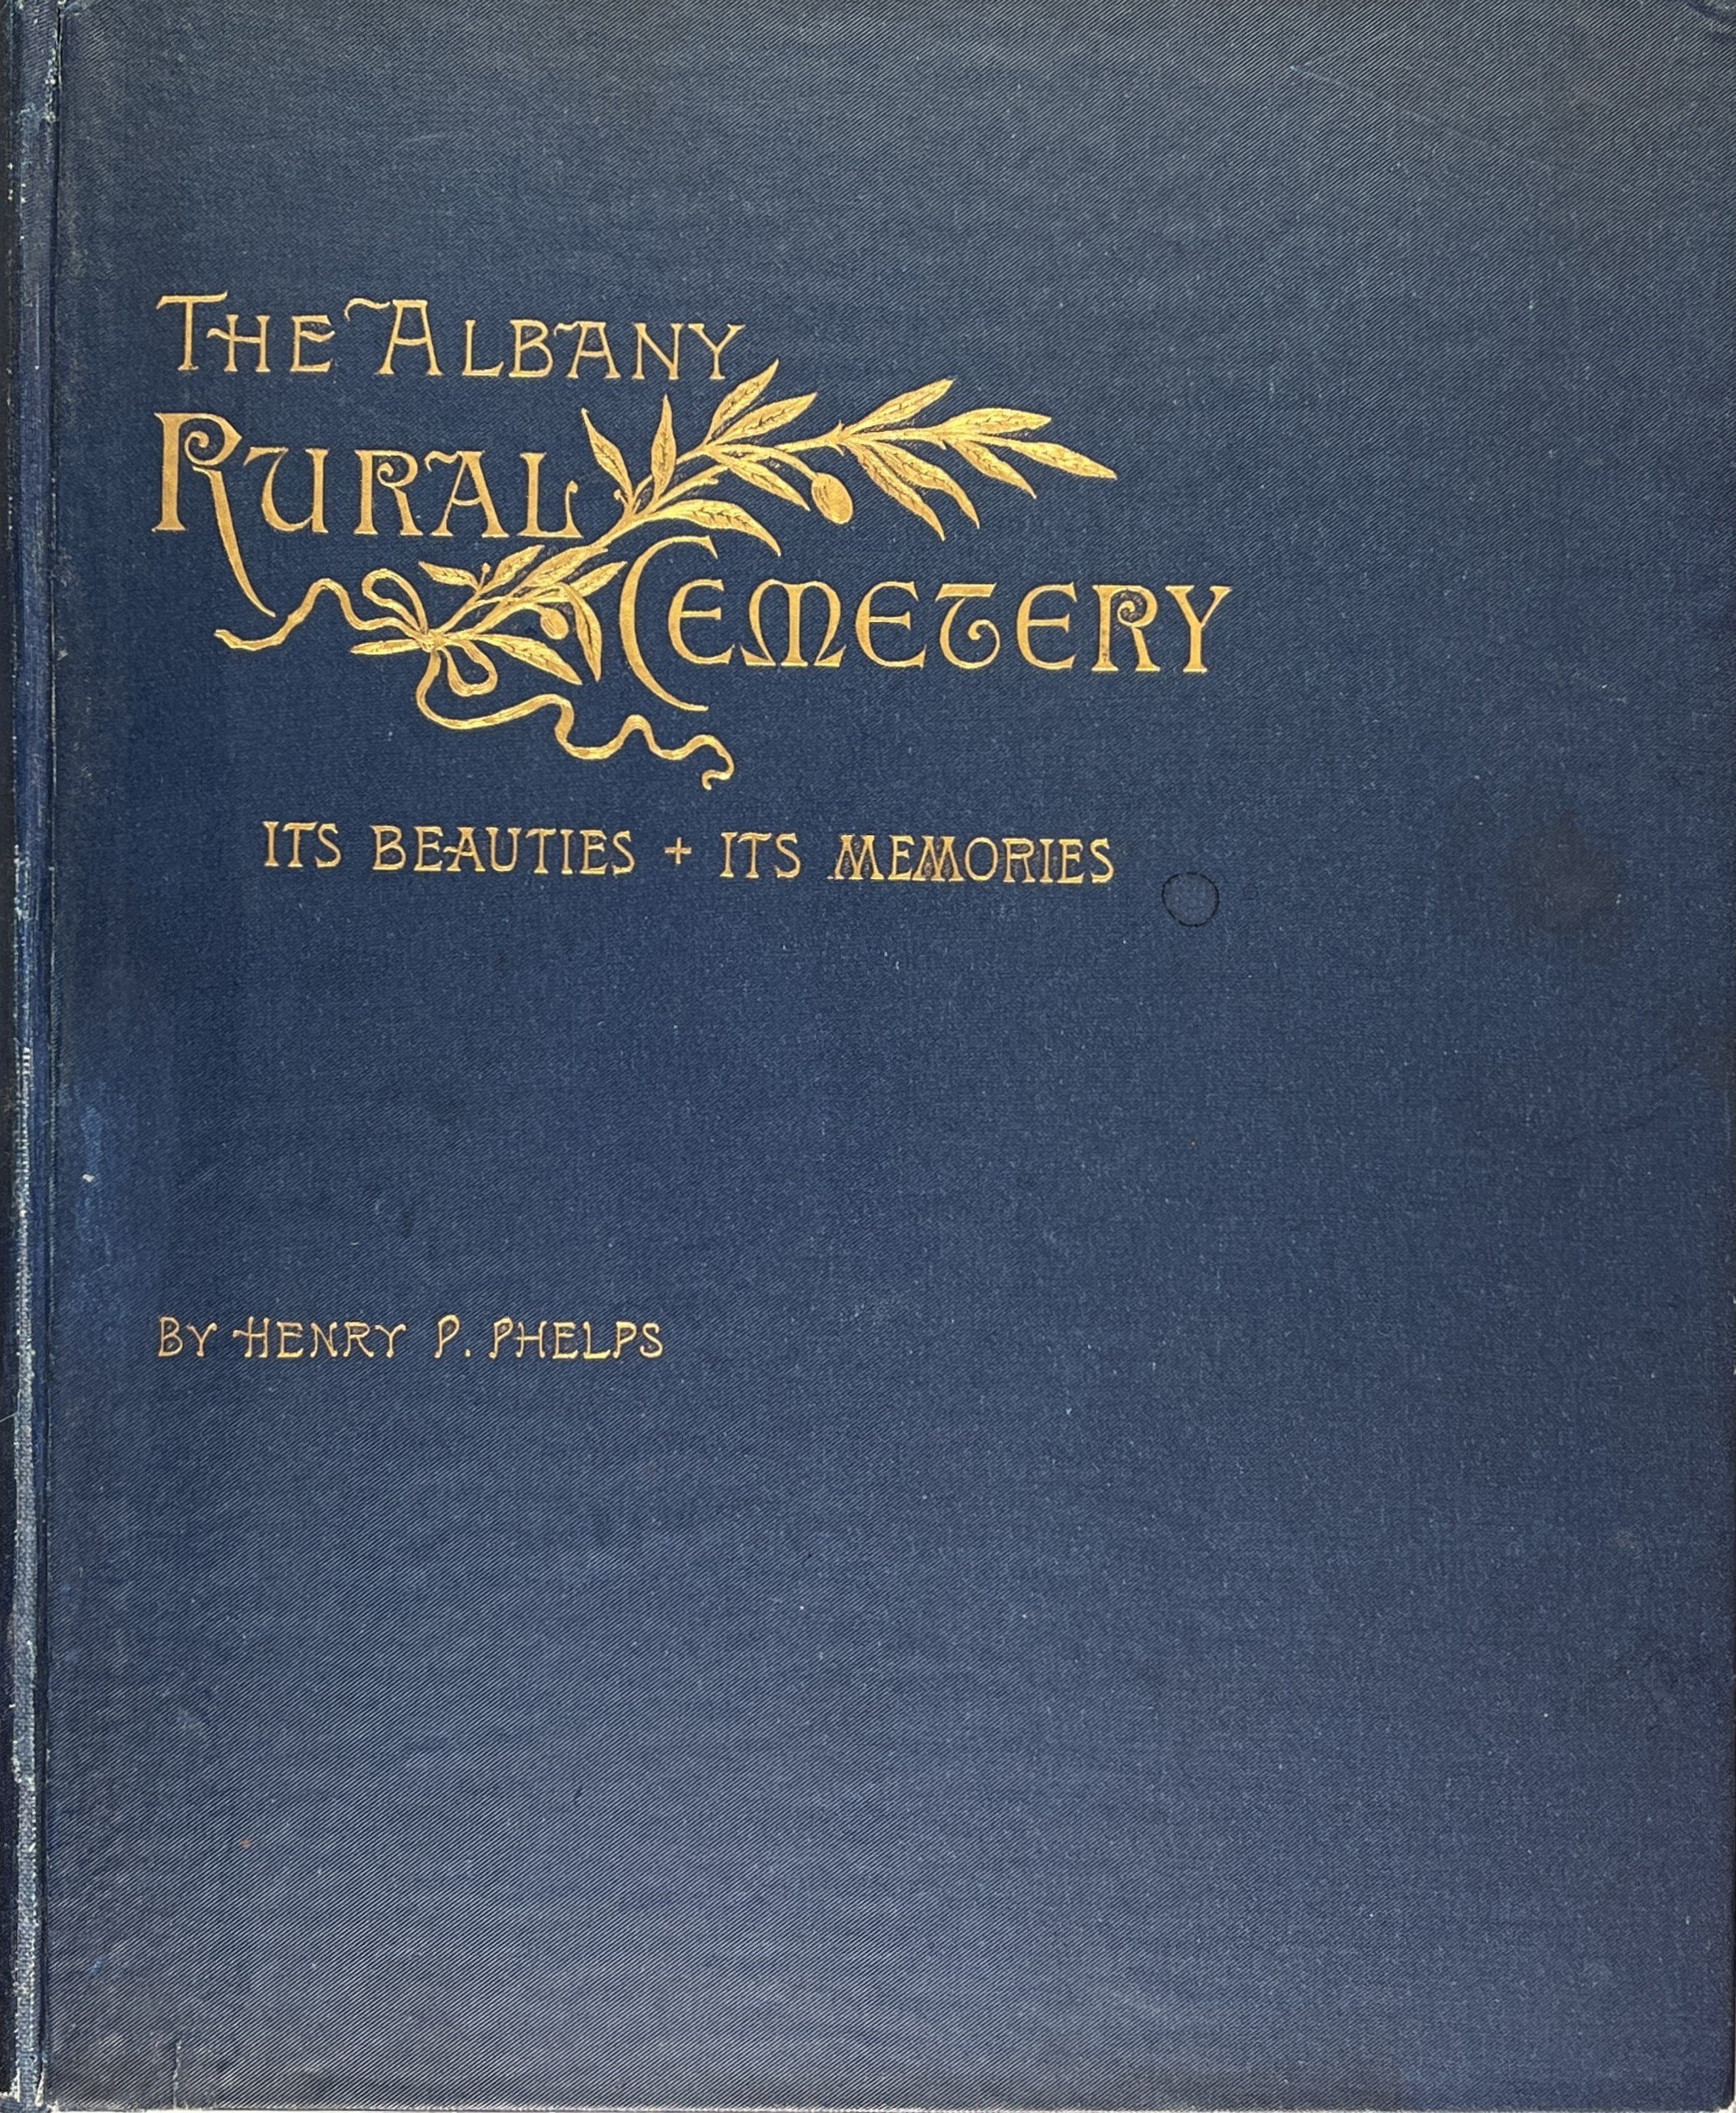 THE ALBANY
RURAL
CEMETERY
ITS BEAUTIES + ITS MEMORIES
BY HENRY P. PHELPS